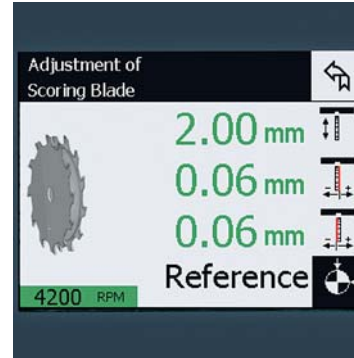 Adjustment of
Scoring Blade
2.00 mm
0.06 mm
0.06 mm
Reference
4200 RPM